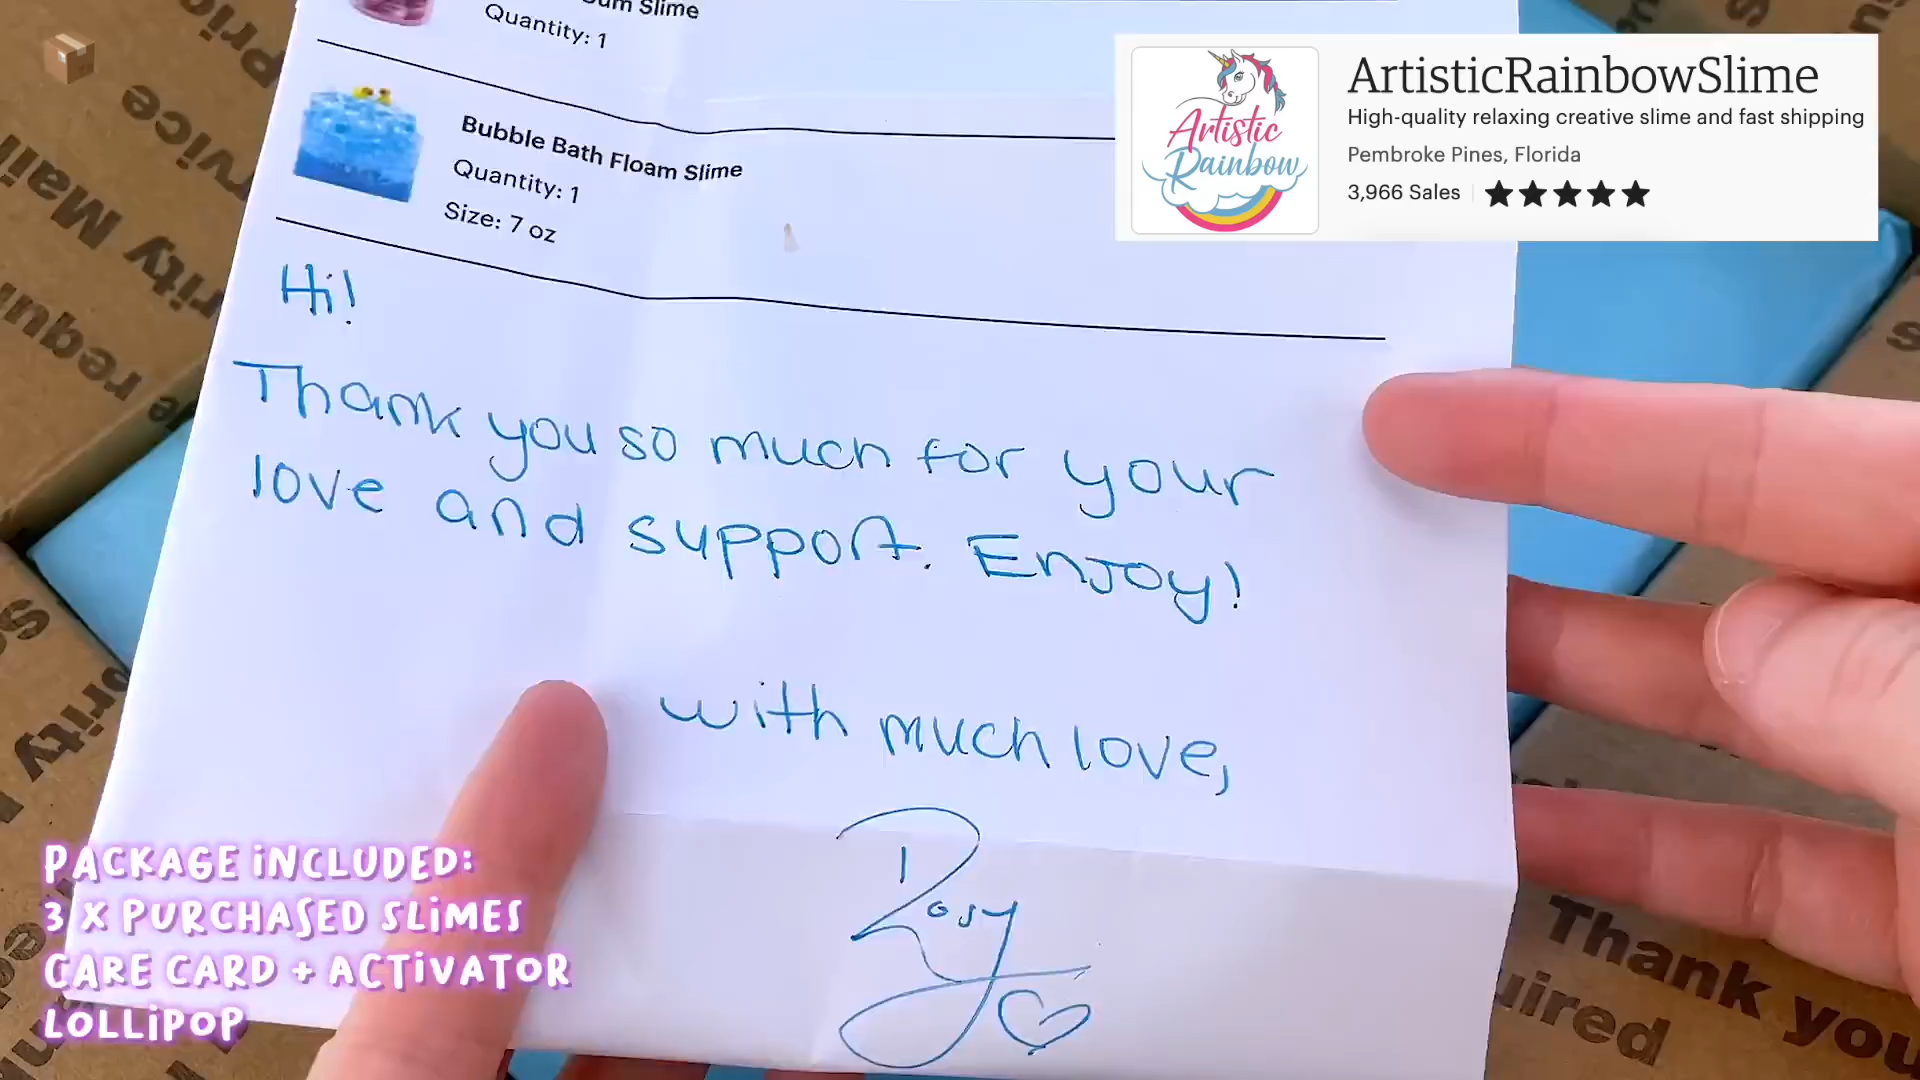 Slime
Quantity: 1
Bubble Bath Floam Slime
Quantity: 1
Size: 7 oz
Hi!
Thank you so much for your
love and support. Enjoy!
with much love,
Rosy
ArtisticRainbowSlime
High-quality relaxing creative slime and fast shipping
Pembroke Pines, Florida
3,966 Sales
Artistic
Rainbow
PACKAGE INCLUDED:
3 X PURCHASED SLIMES
CARE CARD + ACTIVATOR
LOLLIPOP
Thank you